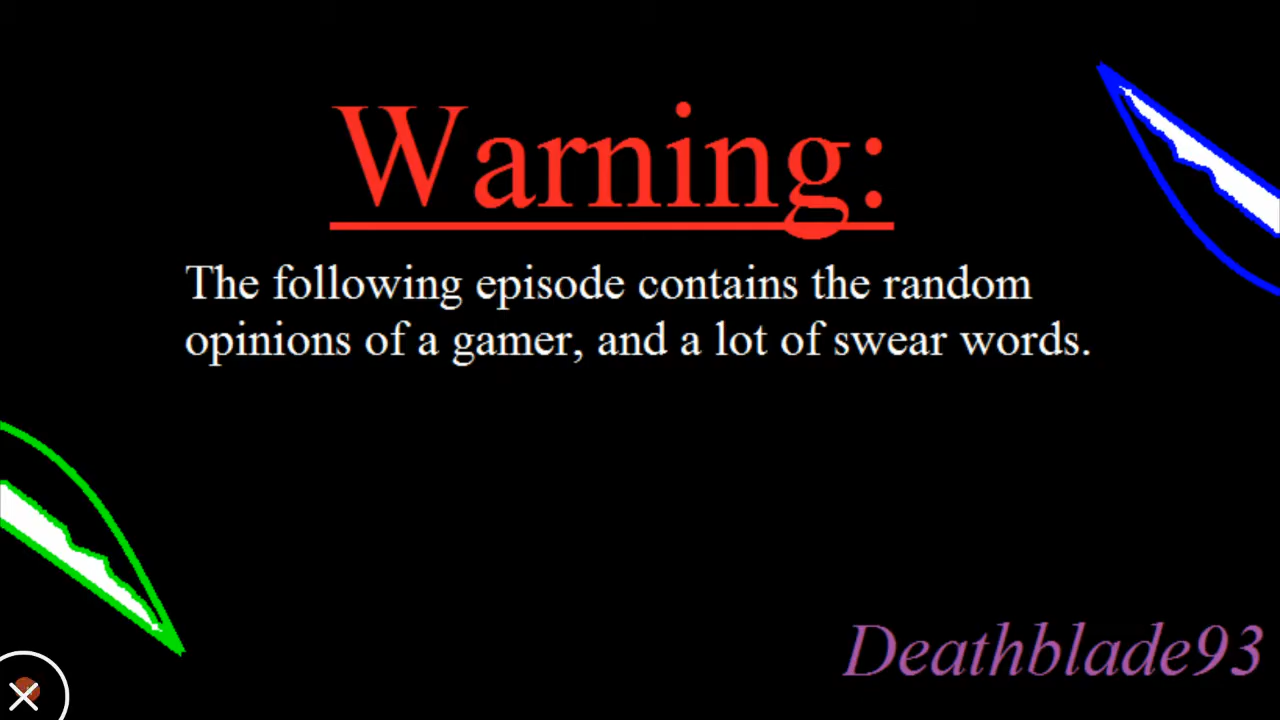 Warning:
The following episode contains the random
opinions of a gamer, and a lot of swear words.
Deathblade93